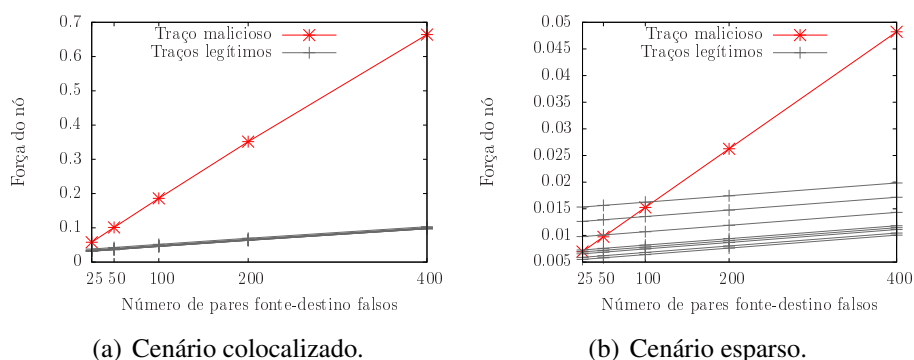 Força do nó
0.7
0.6
0.5
0.4
0.3
0.2
0.1
0
Traço malicioso
Traços legítimos
25 50 100 200 400
Número de pares fonte-destino falsos
(a) Cenário colocalizado.
Força do nó
0.05
0.045
0.04
0.035
0.03
0.025
0.02
0.015
0.01
0.005
Traço malicioso
Traços legítimos
25 50 100 200 400
Número de pares fonte-destino falsos
(b) Cenário esparso.